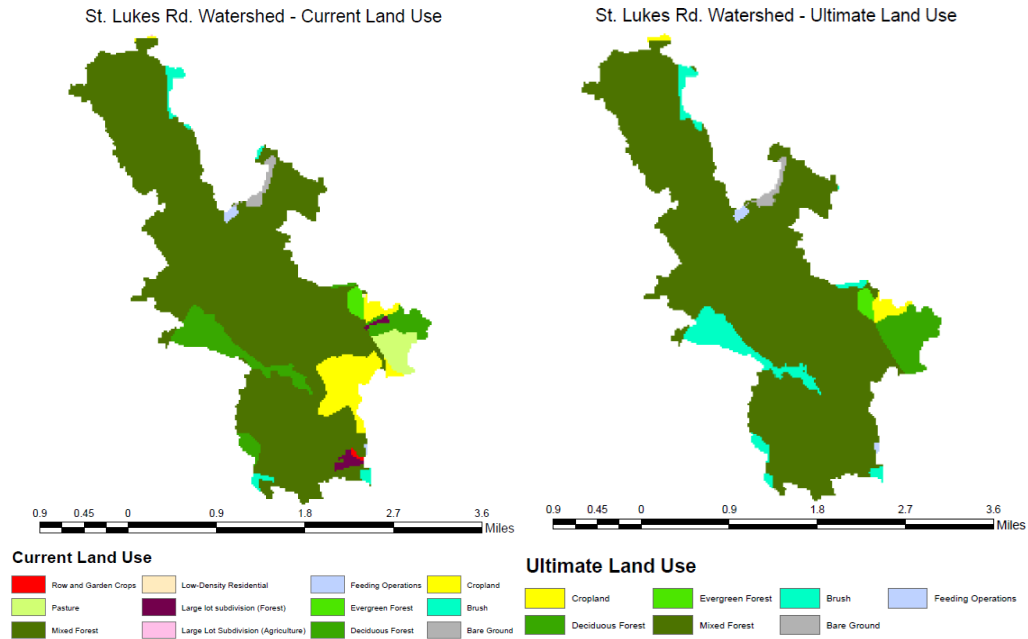 St. Lukes Rd. Watershed - Current Land Use
St. Lukes Rd. Watershed - Ultimate Land Use
0.9 0.45 0 0.9 1.8 2.7 3.6
Miles
0.9 0.45 0 0.9 1.8 2.7 3.6
Miles
Current Land Use
Row and Garden Crops
Low-Density Residential
Feeding Operations
Cropland
Pasture
Large lot subdivision (Forest)
Evergreen Forest
Brush
Mixed Forest
Large Lot Subdivision (Agriculture)
Deciduous Forest
Bare Ground
Ultimate Land Use
Cropland
Evergreen Forest
Brush
Feeding Operations
Deciduous Forest
Mixed Forest
Bare Ground